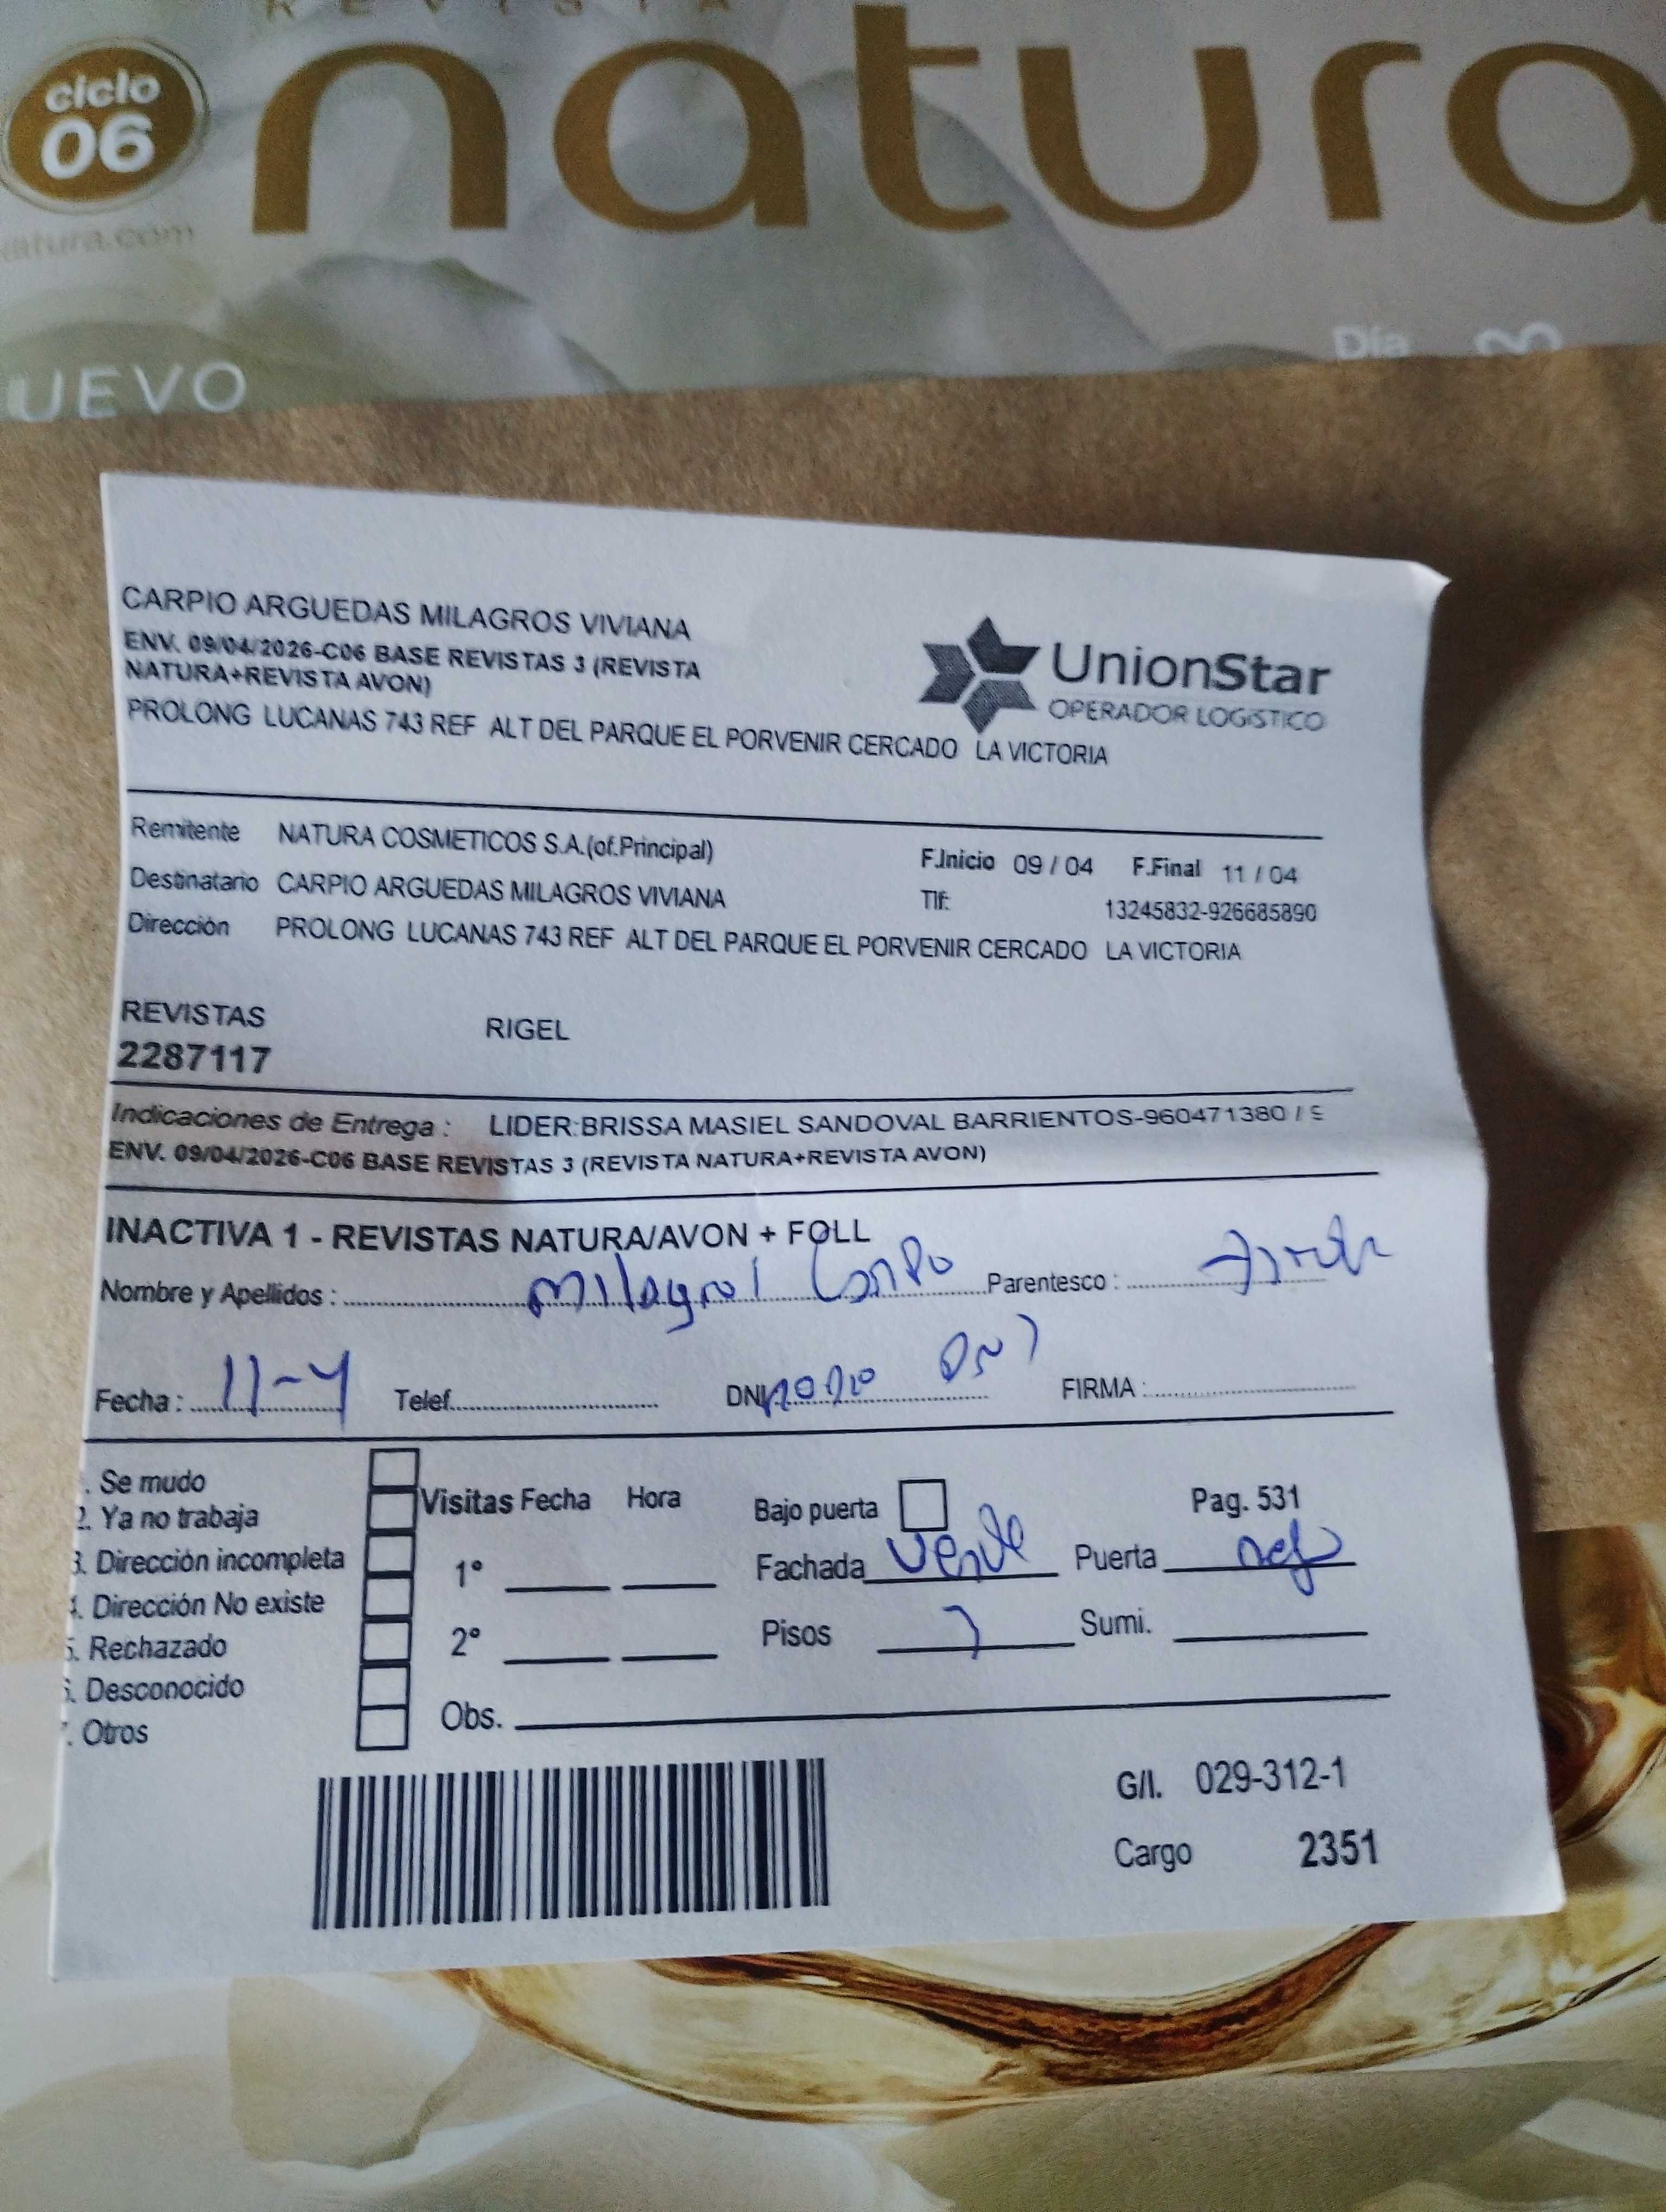 REVISTA
natura
ciclo
06
natura.com
UEVO
Día
CARPIO ARGUEDAS MILAGROS VIVIANA
ENV. 09/04/2026-C06 BASE REVISTAS 3 (REVISTA
NATURA+REVISTA AVON)
PROLONG LUCANAS 743 REF ALT DEL PARQUE EL PORVENIR CERCADO LA VICTORIA
UnionStar
OPERADOR LOGISTICO
Remitente NATURA COSMETICOS S.A.(of.Principal) F.Inicio 09 / 04 F.Final 11 / 04
Destinatario CARPIO ARGUEDAS MILAGROS VIVIANA Tlf: 13245832-926685890
Dirección PROLONG LUCANAS 743 REF ALT DEL PARQUE EL PORVENIR CERCADO LA VICTORIA
REVISTAS RIGEL
2287117
Indicaciones de Entrega : LIDER:BRISSA MASIEL SANDOVAL BARRIENTOS-960471380 /
ENV. 09/04/2026-C06 BASE REVISTAS 3 (REVISTA NATURA+REVISTA AVON)
INACTIVA 1 - REVISTAS NATURA/AVON + FOLL
Nombre y Apellidos : Milagros Parentesco :
Fecha : 11-4 Telef. DNI FIRMA :
. Se mudo
2. Ya no trabaja
3. Dirección incompleta
4. Dirección No existe
5. Rechazado
6. Desconocido
7. Otros
Visitas Fecha Hora
1°
2°
Obs.
Bajo puerta Pag. 531
Fachada Verde Puerta
Pisos Sumi.
G/I. 029-312-1
Cargo 2351